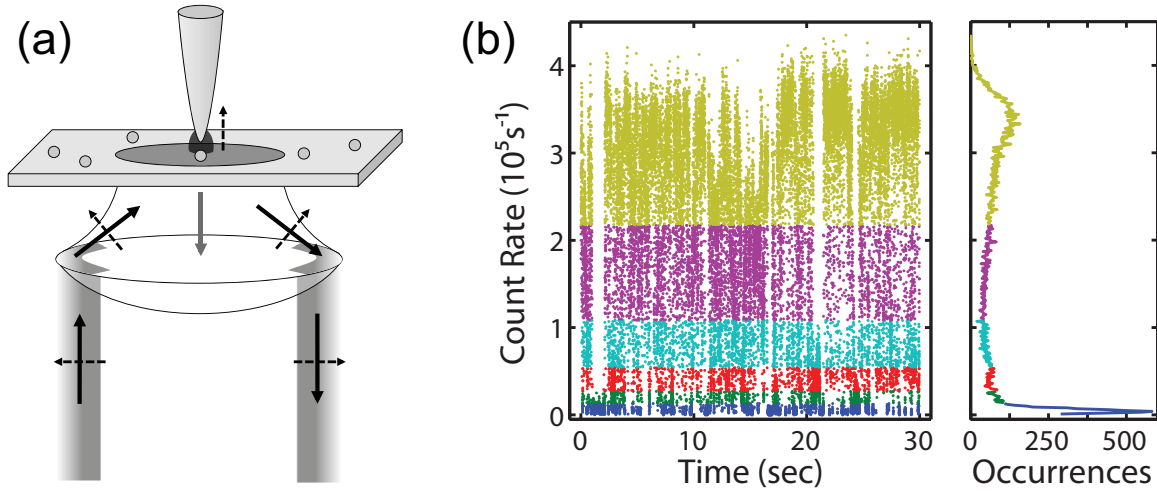 (a)
(b)
Count Rate (10⁵s⁻¹)
4
3
2
1
0
0 10 20 30
Time (sec)
0 250 500
Occurrences